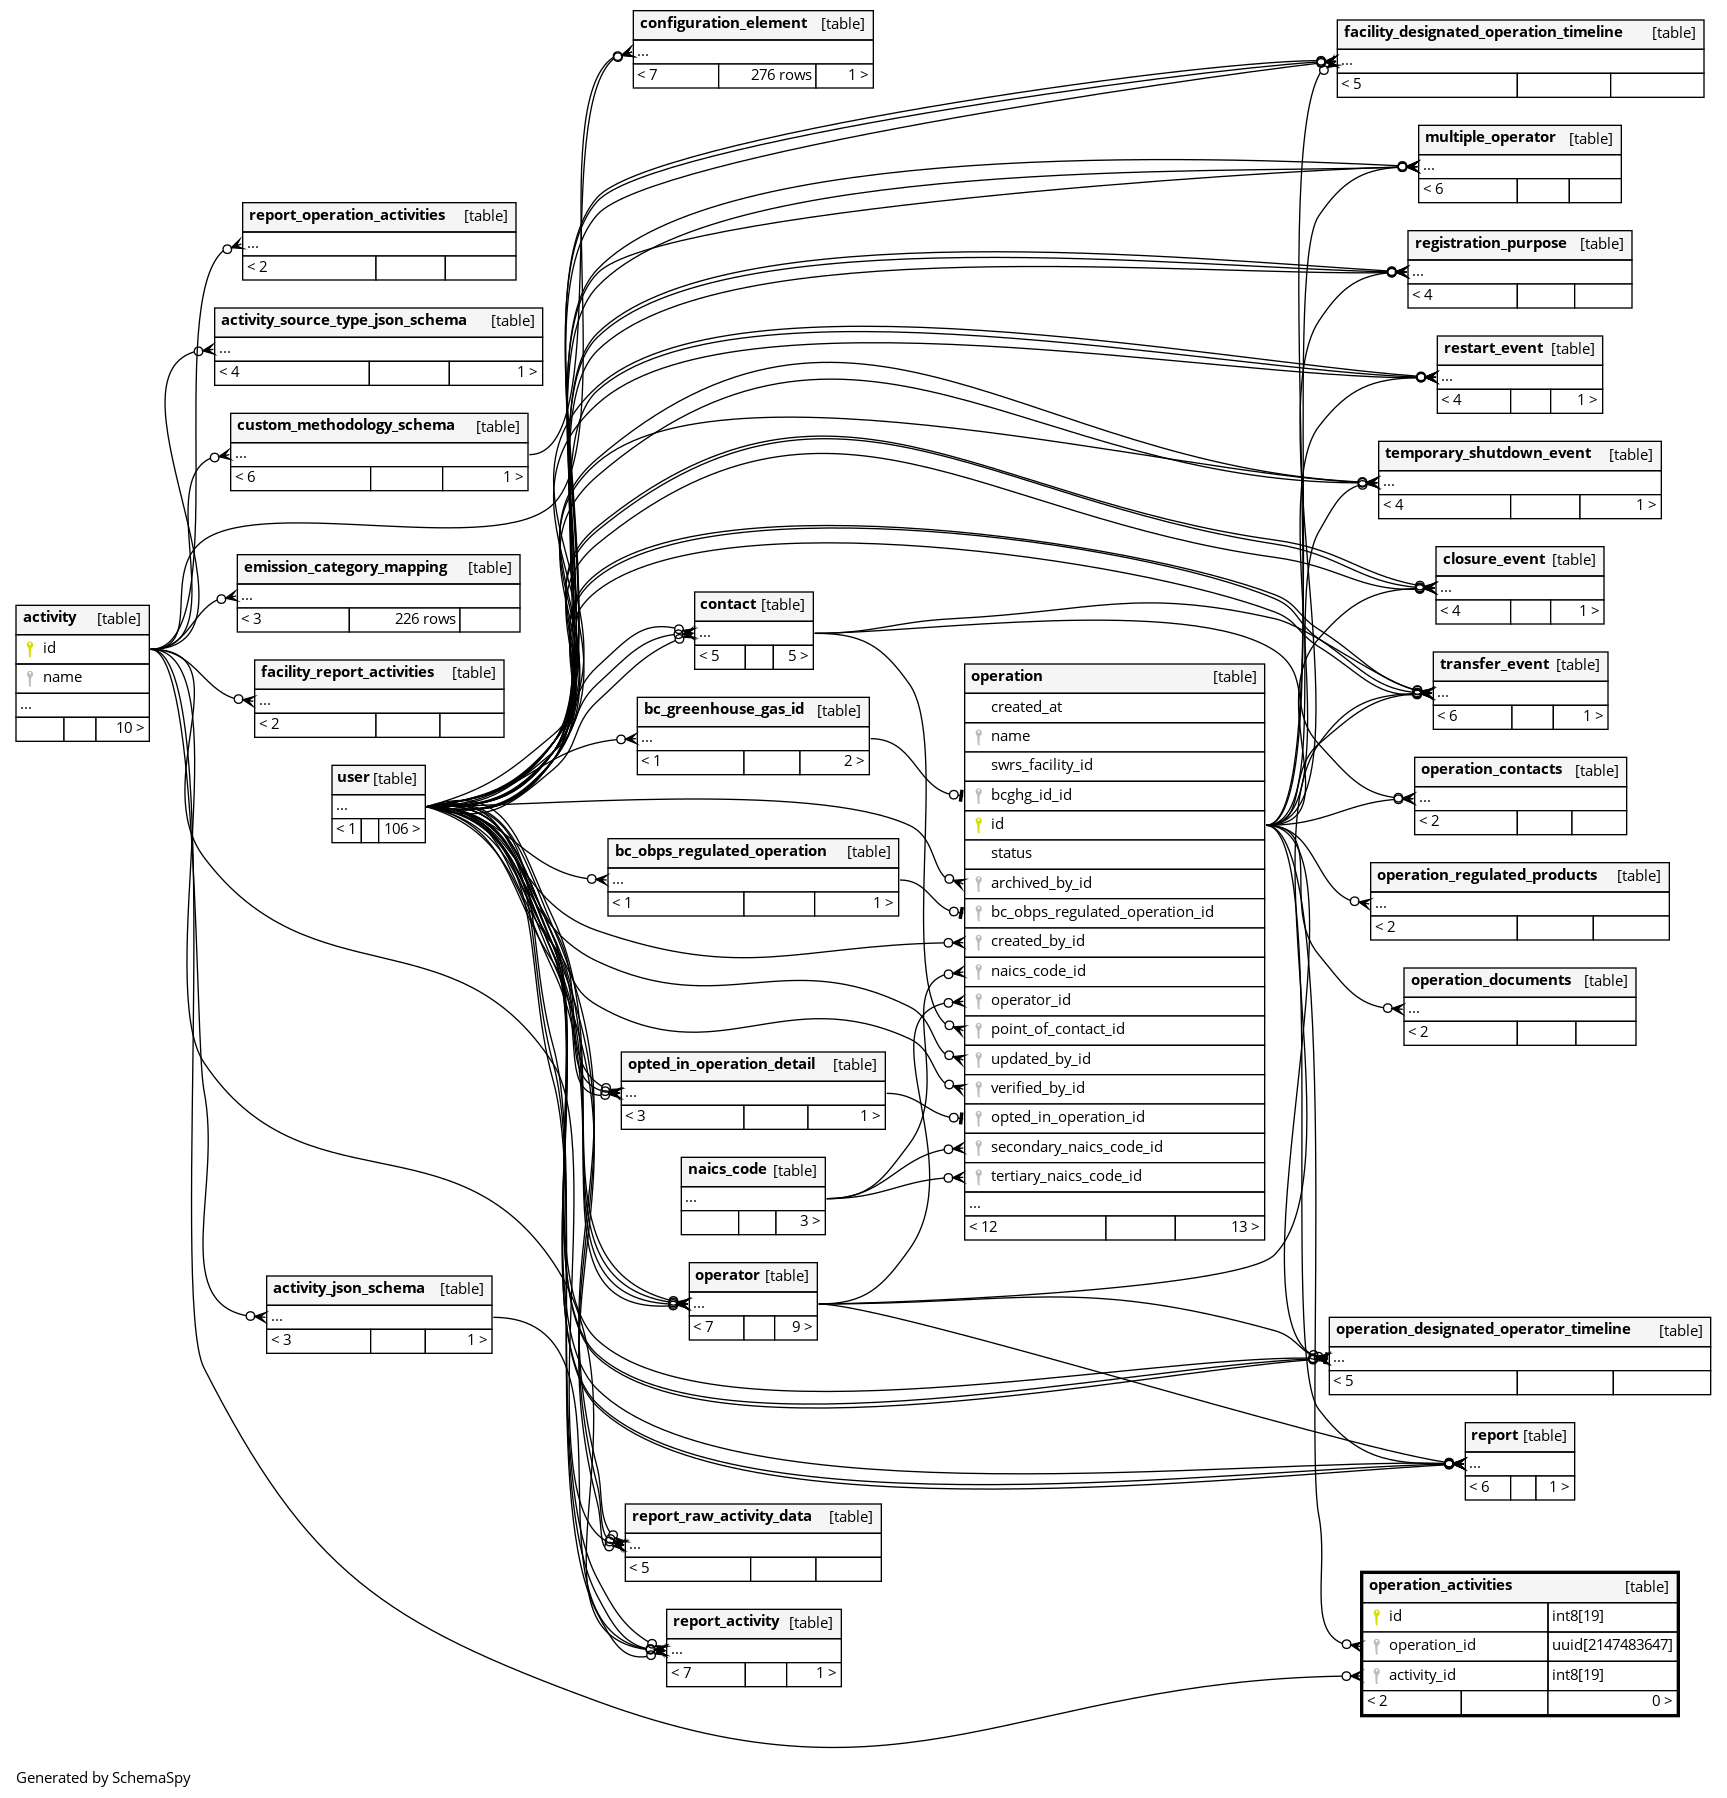 configuration_element [table]
...
< 7 276 rows 1 >
facility_designated_operation_timeline [table]
...
< 5
multiple_operator [table]
...
< 6
report_operation_activities [table]
...
< 2
registration_purpose [table]
...
< 4
activity_source_type_json_schema [table]
...
< 4 1 >
restart_event [table]
...
< 4 1 >
custom_methodology_schema [table]
...
< 6 1 >
temporary_shutdown_event [table]
...
< 4 1 >
emission_category_mapping [table]
...
< 3 226 rows
closure_event [table]
...
< 4 1 >
activity [table]
id
name
...
10 >
contact [table]
...
< 5 5 >
facility_report_activities [table]
...
< 2
transfer_event [table]
...
< 6 1 >
bc_greenhouse_gas_id [table]
...
< 1 2 >
operation [table]
created_at
name
swrs_facility_id
bcghg_id_id
id
status
archived_by_id
bc_obps_regulated_operation_id
created_by_id
naics_code_id
operator_id
point_of_contact_id
updated_by_id
verified_by_id
opted_in_operation_id
secondary_naics_code_id
tertiary_naics_code_id
...
< 12 13 >
user [table]
...
< 1 106 >
operation_contacts [table]
...
< 2
bc_obps_regulated_operation [table]
...
< 1 1 >
operation_regulated_products [table]
...
< 2
operation_documents [table]
...
< 2
opted_in_operation_detail [table]
...
< 3 1 >
naics_code [table]
...
3 >
operator [table]
...
< 7 9 >
activity_json_schema [table]
...
< 3 1 >
operation_designated_operator_timeline [table]
...
< 5
report [table]
...
< 6 1 >
report_raw_activity_data [table]
...
< 5
operation_activities [table]
id int8[19]
operation_id uuid[2147483647]
activity_id int8[19]
< 2 0 >
report_activity [table]
...
< 7 1 >
Generated by SchemaSpy